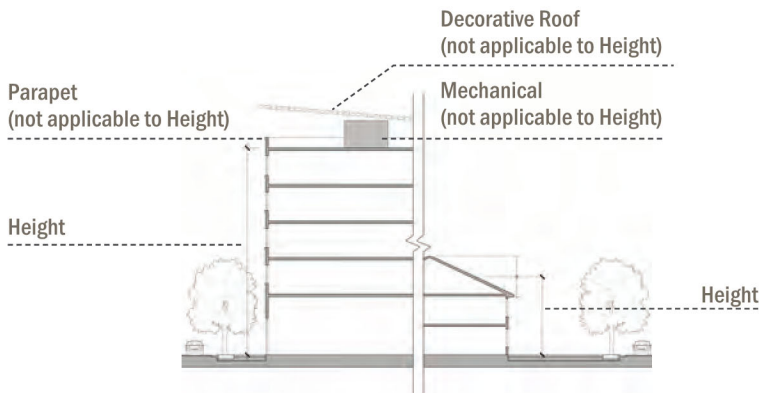 Decorative Roof
(not applicable to Height)
Parapet
(not applicable to Height)
Mechanical
(not applicable to Height)
Height
Height